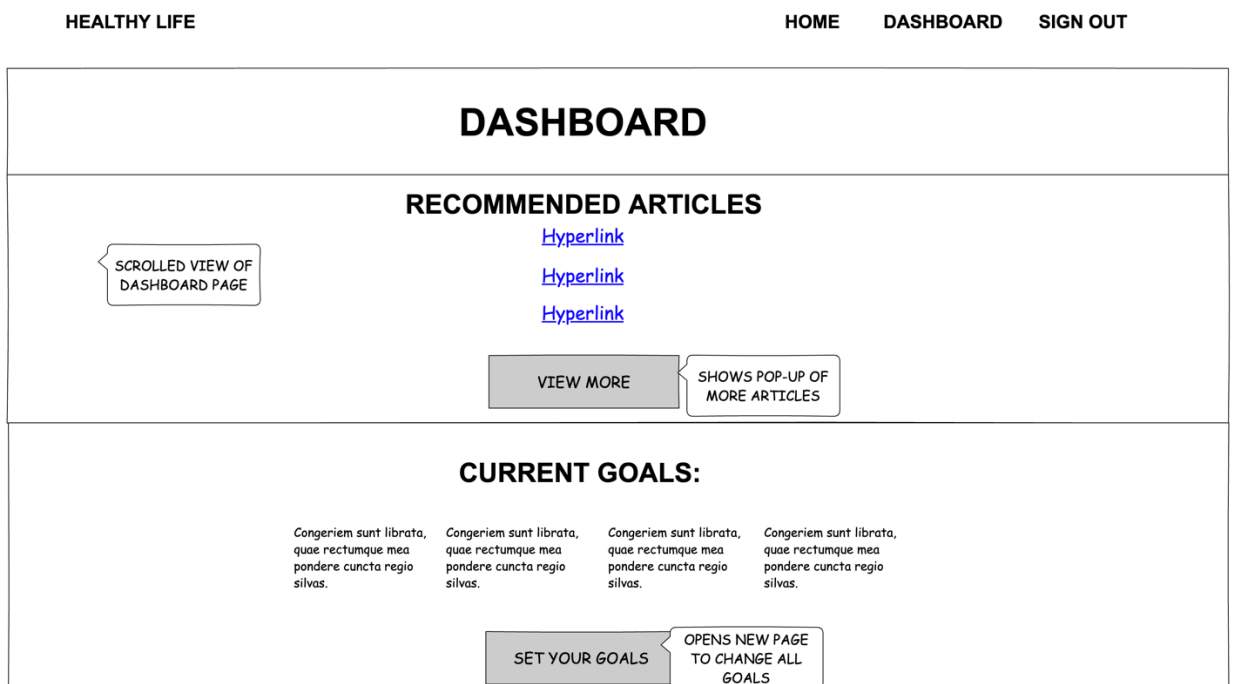 HEALTHY LIFE
HOME DASHBOARD SIGN OUT
DASHBOARD
RECOMMENDED ARTICLES
Hyperlink
SCROLLED VIEW OF
DASHBOARD PAGE
Hyperlink
Hyperlink
VIEW MORE
SHOWS POP-UP OF
MORE ARTICLES
CURRENT GOALS:
Congeriem sunt librata,
quae rectumque mea
pondere cuncta regio
silvas.
Congeriem sunt librata,
quae rectumque mea
pondere cuncta regio
silvas.
Congeriem sunt librata,
quae rectumque mea
pondere cuncta regio
silvas.
Congeriem sunt librata,
quae rectumque mea
pondere cuncta regio
silvas.
SET YOUR GOALS
OPENS NEW PAGE
TO CHANGE ALL
GOALS